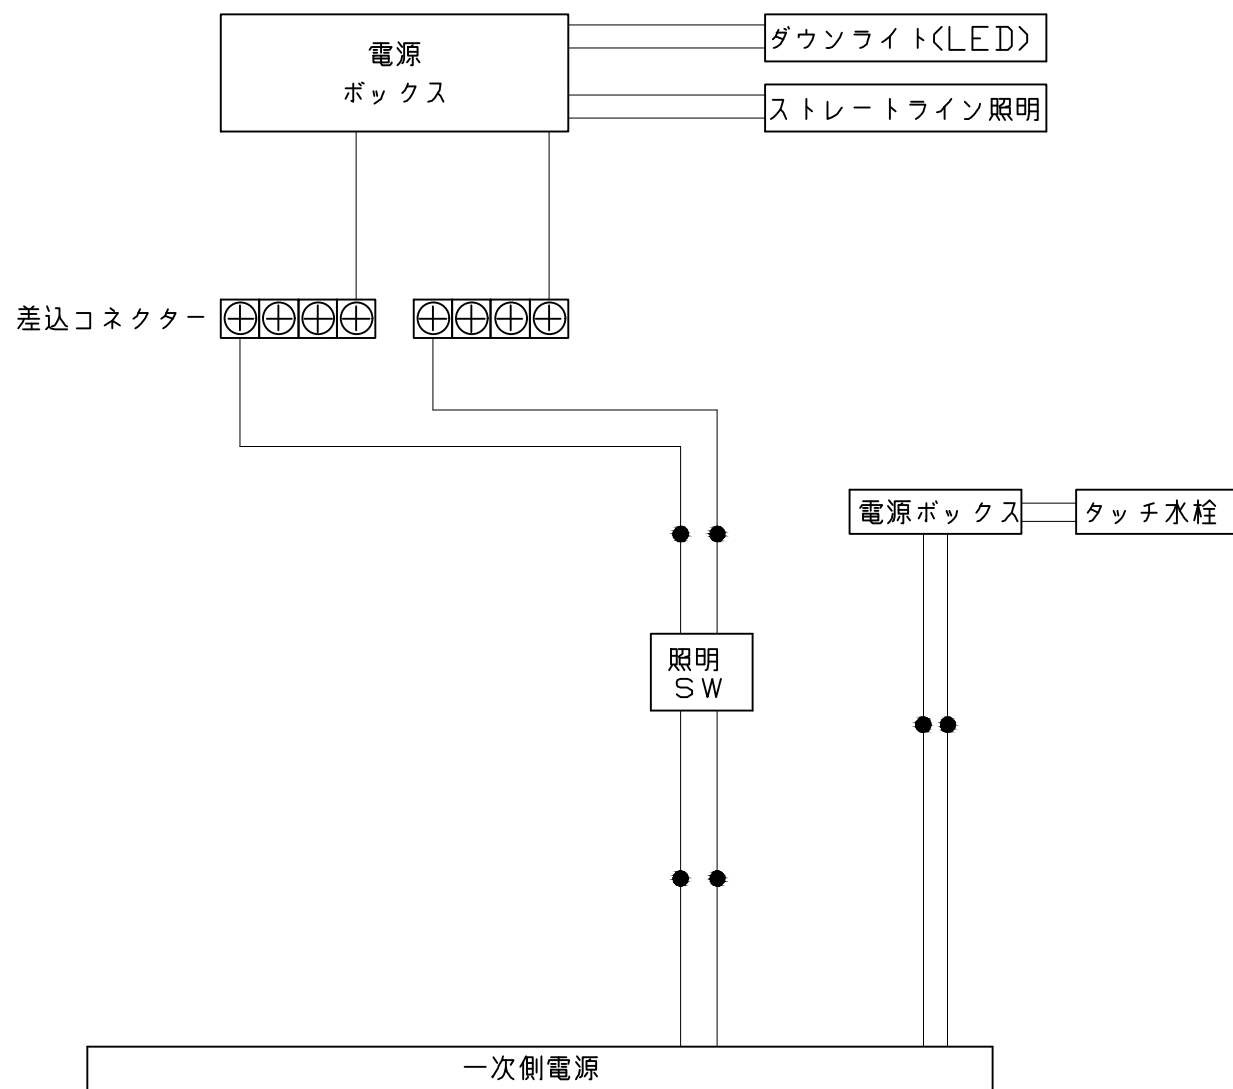 電源
ボックス
ダウンライト(LED)
ストレートライン照明
差込コネクター
電源ボックス
タッチ水栓
照明
SW
一次側電源